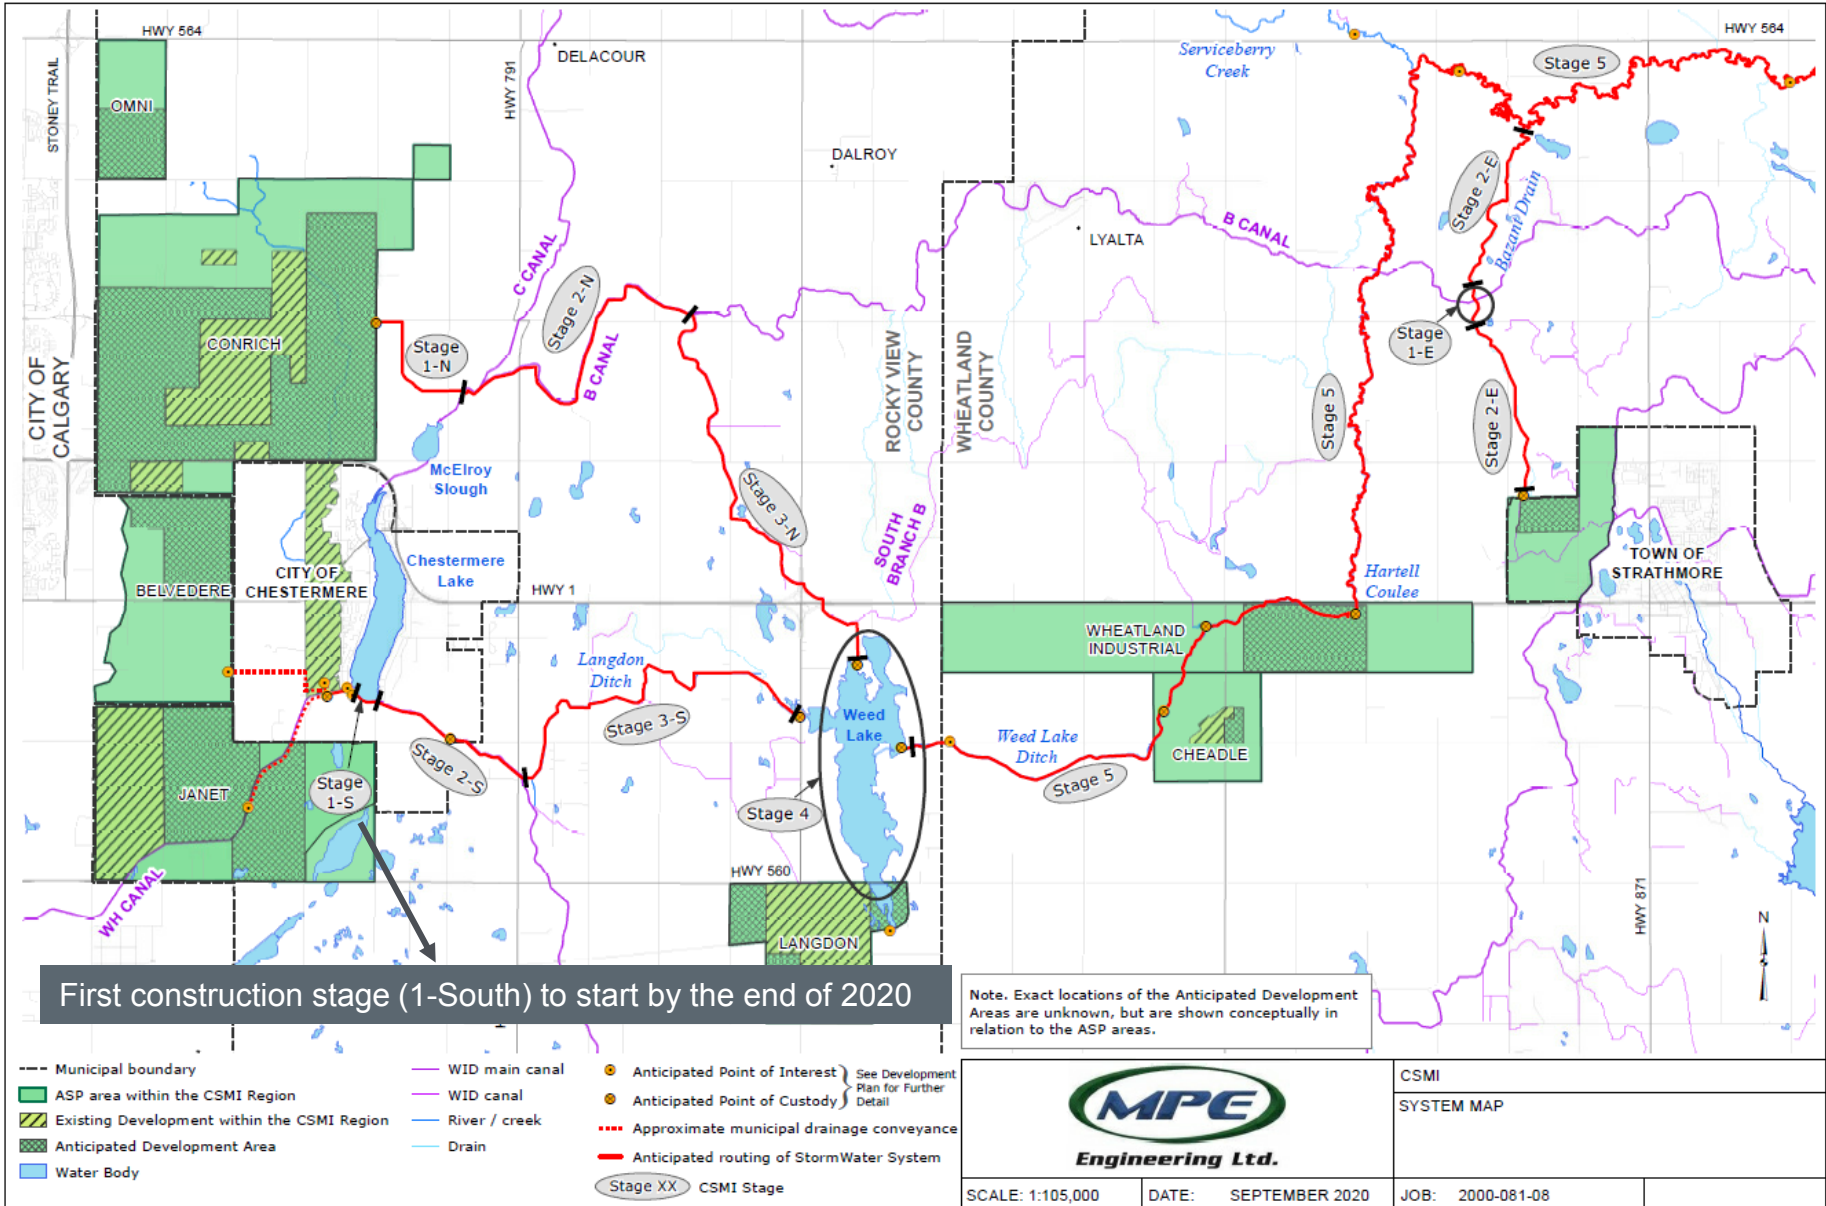 HWY 564
HWY 564
STONEY TRAIL
OMNI
HWY 791
DELACOUR
DALROY
Serviceberry
Creek
Stage 5
Stage 2-E
Bazant Drain
B CANAL
LYALTA
C CANAL
Stage 2-N
B CANAL
CONRICH
Stage
1-N
CITY OF
CALGARY
ROCKY VIEW
COUNTY
WHEATLAND
COUNTY
Stage
1-E
Stage 5
Stage 2-E
McElroy
Slough
Stage 3-N
SOUTH
BRANCH B
Chestermere
Lake
CITY OF
CHESTERMERE
BELVEDERE
HWY 1
Hartell
Coulee
TOWN OF
STRATHMORE
WHEATLAND
INDUSTRIAL
Langdon
Ditch
Stage 3-S
Weed
Lake
Weed Lake
Ditch
Stage 5
CHEADLE
Stage 2-S
Stage
1-S
JANET
Stage 4
HWY 560
WH CANAL
LANGDON
HWY 871
N
First construction stage (1-South) to start by the end of 2020
Note. Exact locations of the Anticipated Development
Areas are unknown, but are shown conceptually in
relation to the ASP areas.
Municipal boundary
ASP area within the CSMI Region
Existing Development within the CSMI Region
Anticipated Development Area
Water Body
WID main canal
WID canal
River / creek
Drain
Anticipated Point of Interest
Anticipated Point of Custody
See Development
Plan for Further
Detail
Approximate municipal drainage conveyance
Anticipated routing of StormWater System
Stage XX
CSMI Stage
MPE
Engineering Ltd.
CSMI
SYSTEM MAP
SCALE: 1:105,000
DATE: SEPTEMBER 2020
JOB: 2000-081-08